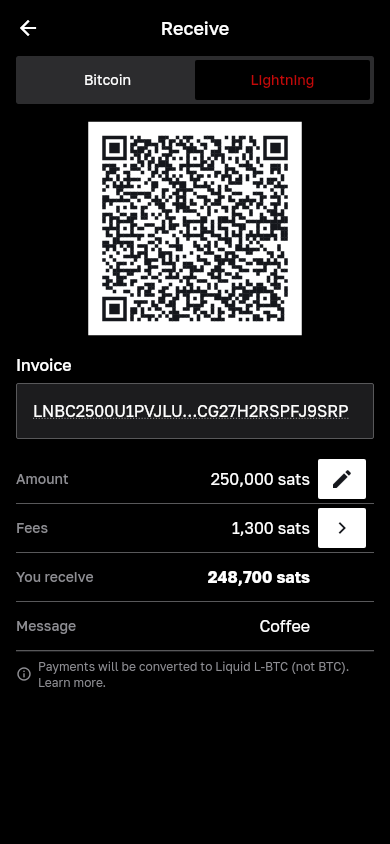 Receive
Bitcoin
Lightning
Invoice
LNBC2500U1PVJLU...CG27H2RSPFJ9SRP
Amount
250,000 sats
Fees
1,300 sats
You receive
248,700 sats
Message
Coffee
Payments will be converted to Liquid L-BTC (not BTC).
Learn more.